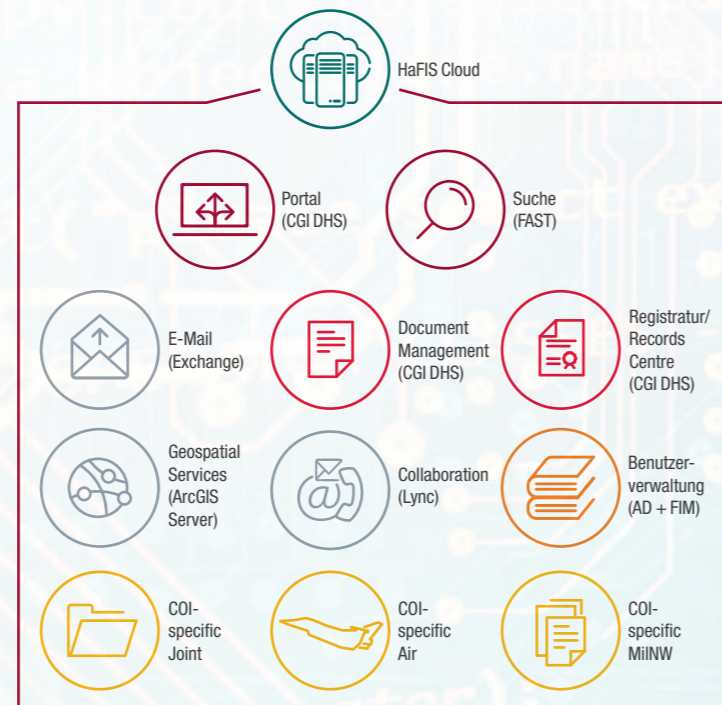 HaFIS Cloud
Portal
(CGI DHS)
Suche
(FAST)
E-Mail
(Exchange)
Document
Management
(CGI DHS)
Registratur/
Records
Centre
(CGI DHS)
Geospatial
Services
(ArcGIS
Server)
Collaboration
(Lync)
Benutzer-
verwaltung
(AD + FIM)
COI-
specific
Joint
COI-
specific
Air
COI-
specific
MilNW